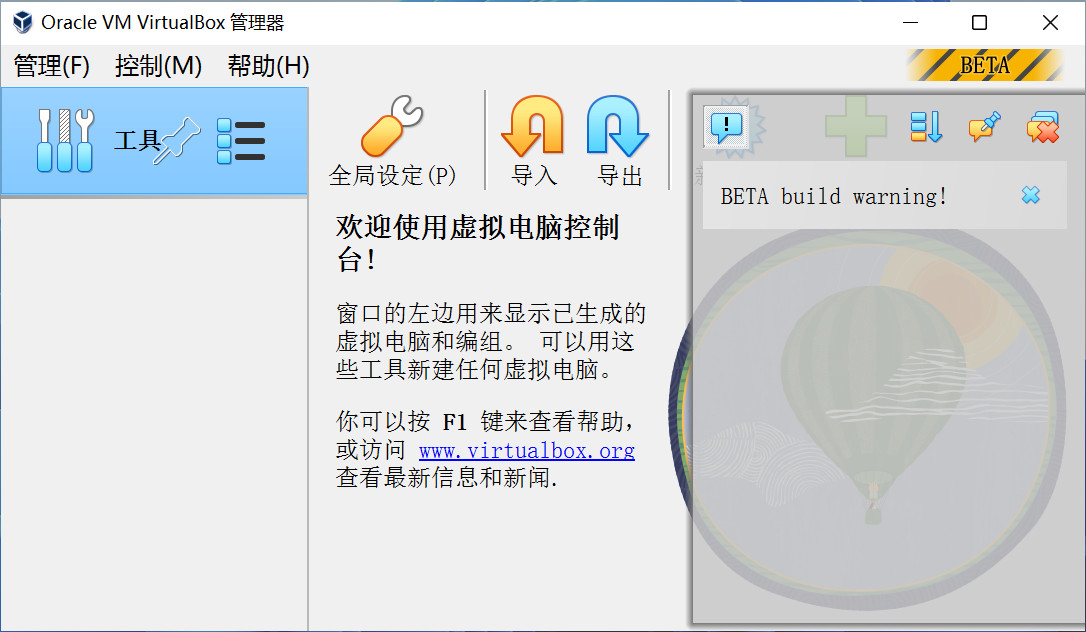 Oracle VM VirtualBox 管理器
管理(F) 控制(M) 帮助(H)
BETA
工具
全局设定(P) 导入 导出
BETA build warning!
欢迎使用虚拟电脑控制
台!
窗口的左边用来显示已生成的
虚拟电脑和编组。 可以用这
些工具新建任何虚拟电脑。
你可以按 F1 键来查看帮助,
或访问 www.virtualbox.org
查看最新信息和新闻.